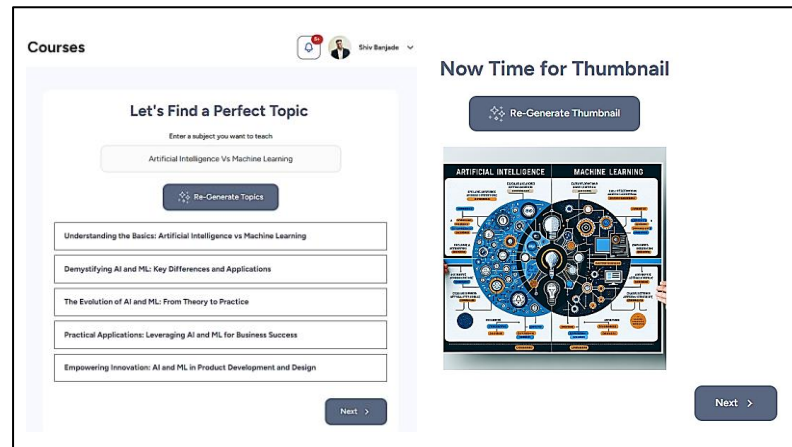 Courses
5+
Shiv Banjade
Let's Find a Perfect Topic
Enter a subject you want to teach
Artificial Intelligence Vs Machine Learning
Re-Generate Topics
Understanding the Basics: Artificial Intelligence vs Machine Learning
Demystifying AI and ML: Key Differences and Applications
The Evolution of AI and ML: From Theory to Practice
Practical Applications: Leveraging AI and ML for Business Success
Empowering Innovation: AI and ML in Product Development and Design
Next
Now Time for Thumbnail
Re-Generate Thumbnail
ARTIFICIAL INTELLIGENCE
MACHINE LEARNING
Next